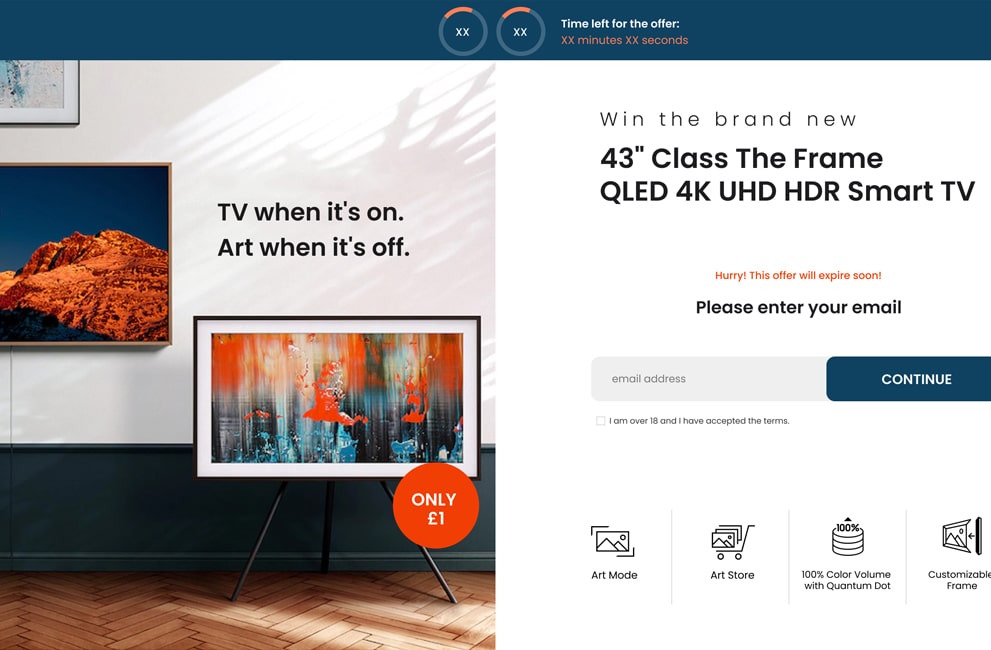 XX
XX
Time left for the offer:
XX minutes XX seconds
TV when it's on.
Art when it's off.
ONLY
£1
Win the brand new
43" Class The Frame
QLED 4K UHD HDR Smart TV
Hurry! This offer will expire soon!
Please enter your email
email address
CONTINUE
I am over 18 and I have accepted the terms.
100%
Art Mode
Art Store
100% Color Volume
with Quantum Dot
Customizable
Frame